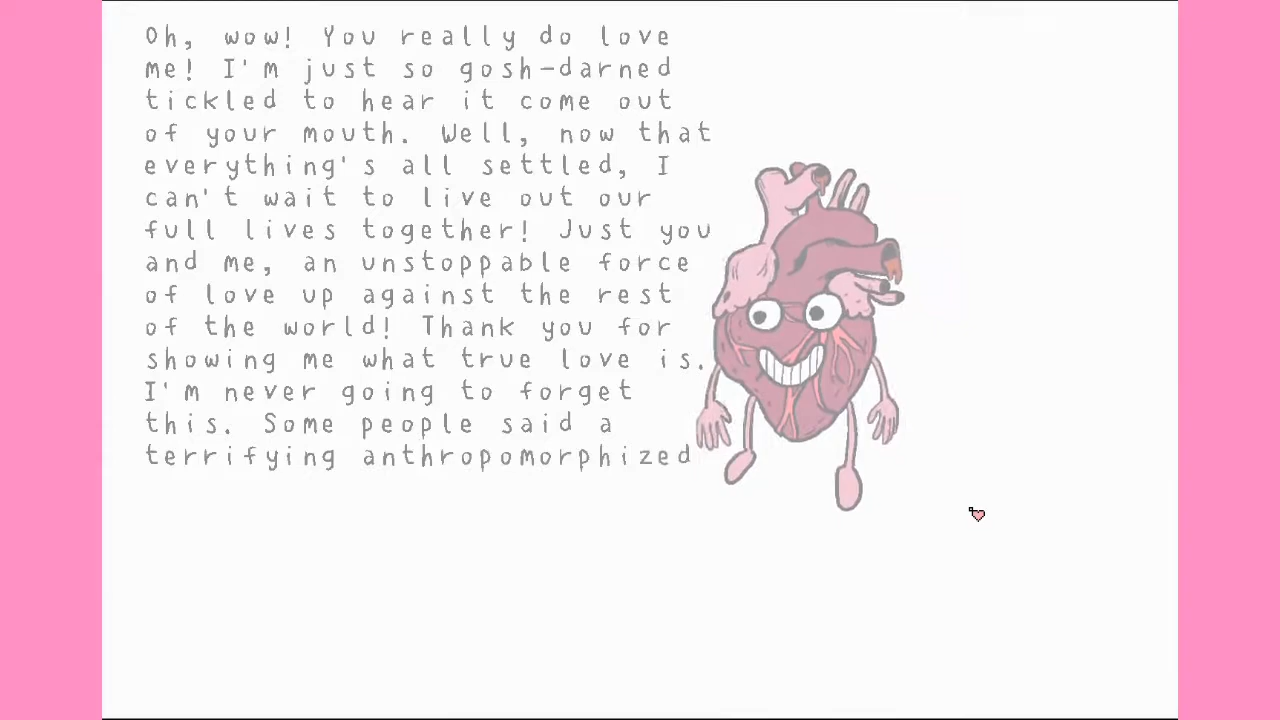 Oh, wow! You really do love
me! I'm just so gosh-darned
tickled to hear it come out
of your mouth. Well, now that
everything's all settled, I
can't wait to live out our
full lives together! Just you
and me, an unstoppable force
of love up against the rest
of the world! Thank you for
showing me what true love is.
I'm never going to forget
this. Some people said a
terrifying anthropomorphized